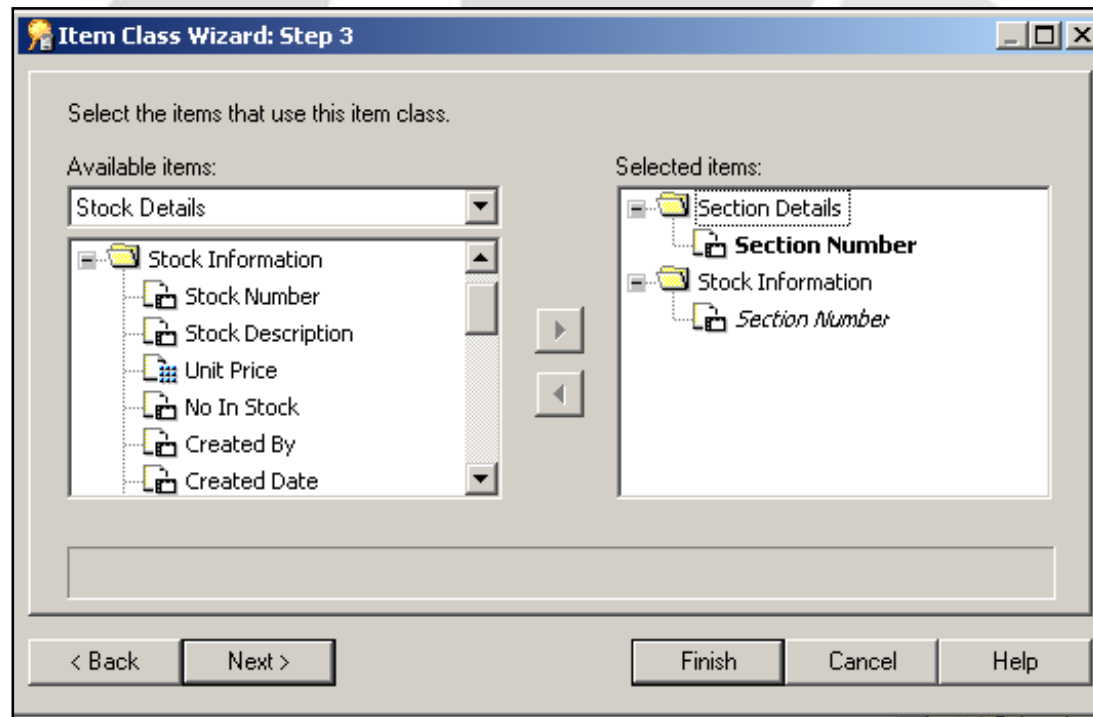 Item Class Wizard: Step 3
Select the items that use this item class.
Available items:
Stock Details
Stock Information
Stock Number
Stock Description
Unit Price
No In Stock
Created By
Created Date
Selected items:
Section Details
Section Number
Stock Information
Section Number
< Back
Next >
Finish
Cancel
Help